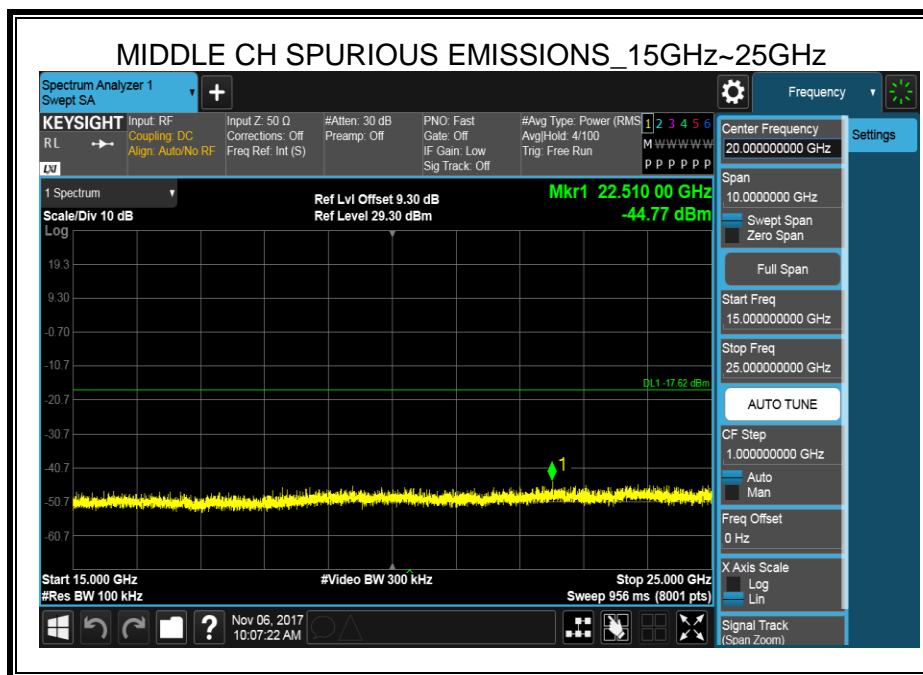 MIDDLE CH SPURIOUS EMISSIONS_15GHz~25GHz
Spectrum Analyzer 1
Swept SA
+
Frequency
KEYSIGHT
RL
LXI
Input: RF
Coupling: DC
Align: Auto/No RF
Input Z: 50 Ω
Corrections: Off
Freq Ref: Int (S)
#Atten: 30 dB
Preamp: Off
PNO: Fast
Gate: Off
IF Gain: Low
Sig Track: Off
#Avg Type: Power (RMS
Avg|Hold: 4/100
Trig: Free Run
1 2 3 4 5 6
M W W W W W
P P P P P P
1 Spectrum
Scale/Div 10 dB
Log
Ref Lvl Offset 9.30 dB
Ref Level 29.30 dBm
Mkr1 22.510 00 GHz
-44.77 dBm
19.3
9.30
-0.70
-10.7
-20.7
-30.7
-40.7
-50.7
-60.7
DL1 -17.62 dBm
1
Start 15.000 GHz
#Res BW 100 kHz
#Video BW 300 kHz
Stop 25.000 GHz
Sweep 956 ms (8001 pts)
Center Frequency
20.000000000 GHz
Settings
Span
10.0000000 GHz
Swept Span
Zero Span
Full Span
Start Freq
15.000000000 GHz
Stop Freq
25.000000000 GHz
AUTO TUNE
CF Step
1.000000000 GHz
Auto
Man
Freq Offset
0 Hz
X Axis Scale
Log
Lin
Signal Track
(Span Zoom)
?
Nov 06, 2017
10:07:22 AM